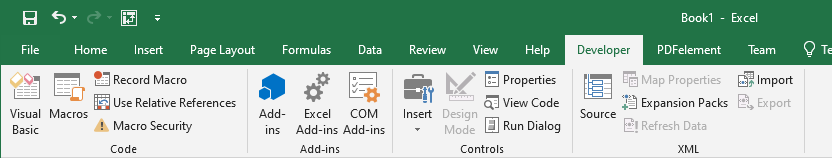 Book1 - Excel
File Home Insert Page Layout Formulas Data Review View Help Developer PDFelement Team
Visual Basic
Macros
Record Macro
Use Relative References
Macro Security
Code
Add-ins
Excel Add-ins
COM Add-ins
Add-ins
Insert
Design Mode
Properties
View Code
Run Dialog
Controls
Source
Map Properties
Expansion Packs
Refresh Data
Import
Export
XML